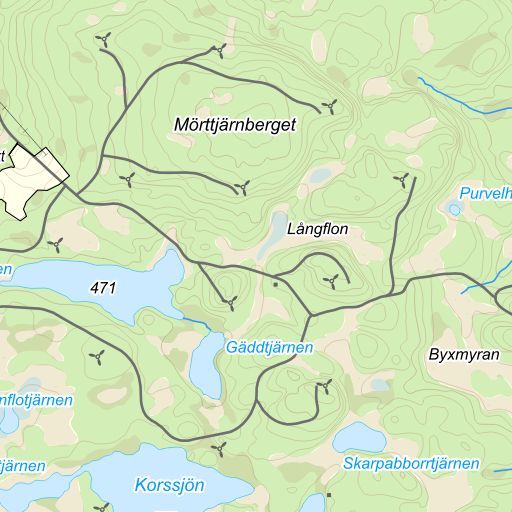 Mörttjärnberget
Purvelh
Långflon
471
Gäddtjärnen
Byxmyran
nflotjärnen
Skarpabborrtjärnen
tjärnen
Korssjön